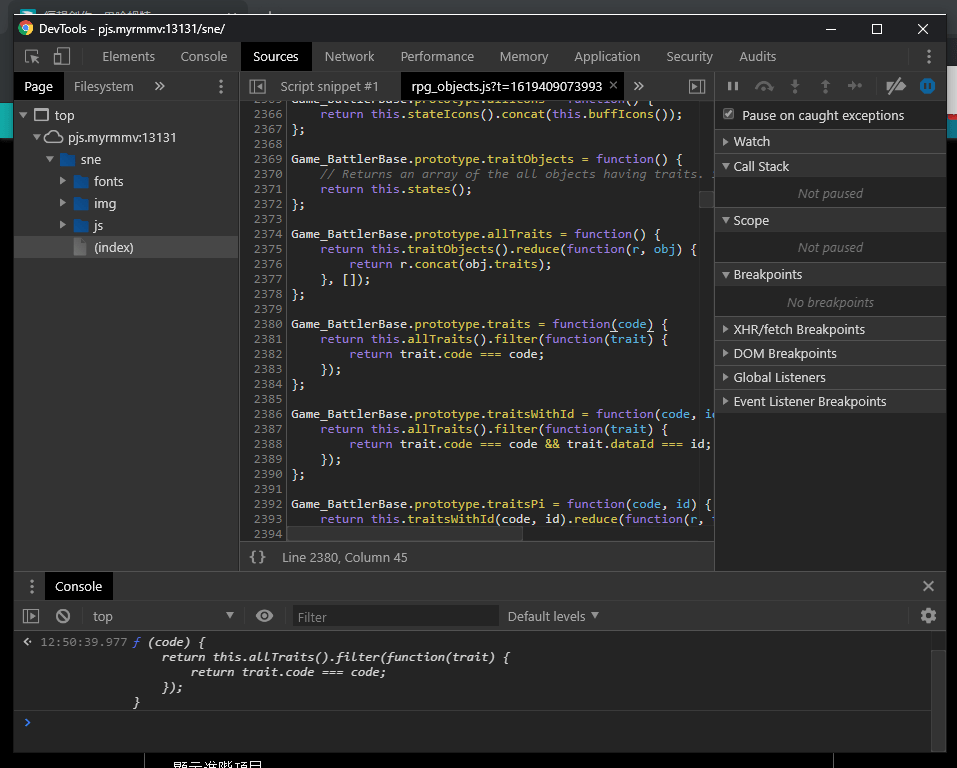 DevTools - pjs.myrmmv:13131/sne/
Elements Console Sources Network Performance Memory Application Security Audits
Page Filesystem »
Script snippet #1 rpg_objects.js?t=1619409073993 × »
top
pjs.myrmmv:13131
sne
fonts
img
js
(index)
2366 return this.stateIcons().concat(this.buffIcons());
2367 };
2368
2369 Game_BattlerBase.prototype.traitObjects = function() {
2370 // Returns an array of the all objects having traits.
2371 return this.states();
2372 };
2373
2374 Game_BattlerBase.prototype.allTraits = function() {
2375 return this.traitObjects().reduce(function(r, obj) {
2376 return r.concat(obj.traits);
2377 }, []);
2378 };
2379
2380 Game_BattlerBase.prototype.traits = function(code) {
2381 return this.allTraits().filter(function(trait) {
2382 return trait.code === code;
2383 });
2384 };
2385
2386 Game_BattlerBase.prototype.traitsWithId = function(code,
2387 return this.allTraits().filter(function(trait) {
2388 return trait.code === code && trait.dataId === id;
2389 });
2390 };
2391
2392 Game_BattlerBase.prototype.traitsPi = function(code, id) {
2393 return this.traitsWithId(code, id).reduce(function(r,
2394
{} Line 2380, Column 45
Pause on caught exceptions
Watch
Call Stack
Not paused
Scope
Not paused
Breakpoints
No breakpoints
XHR/fetch Breakpoints
DOM Breakpoints
Global Listeners
Event Listener Breakpoints
Console
top Filter Default levels
12:50:39.977 ƒ (code) {
return this.allTraits().filter(function(trait) {
return trait.code === code;
});
}